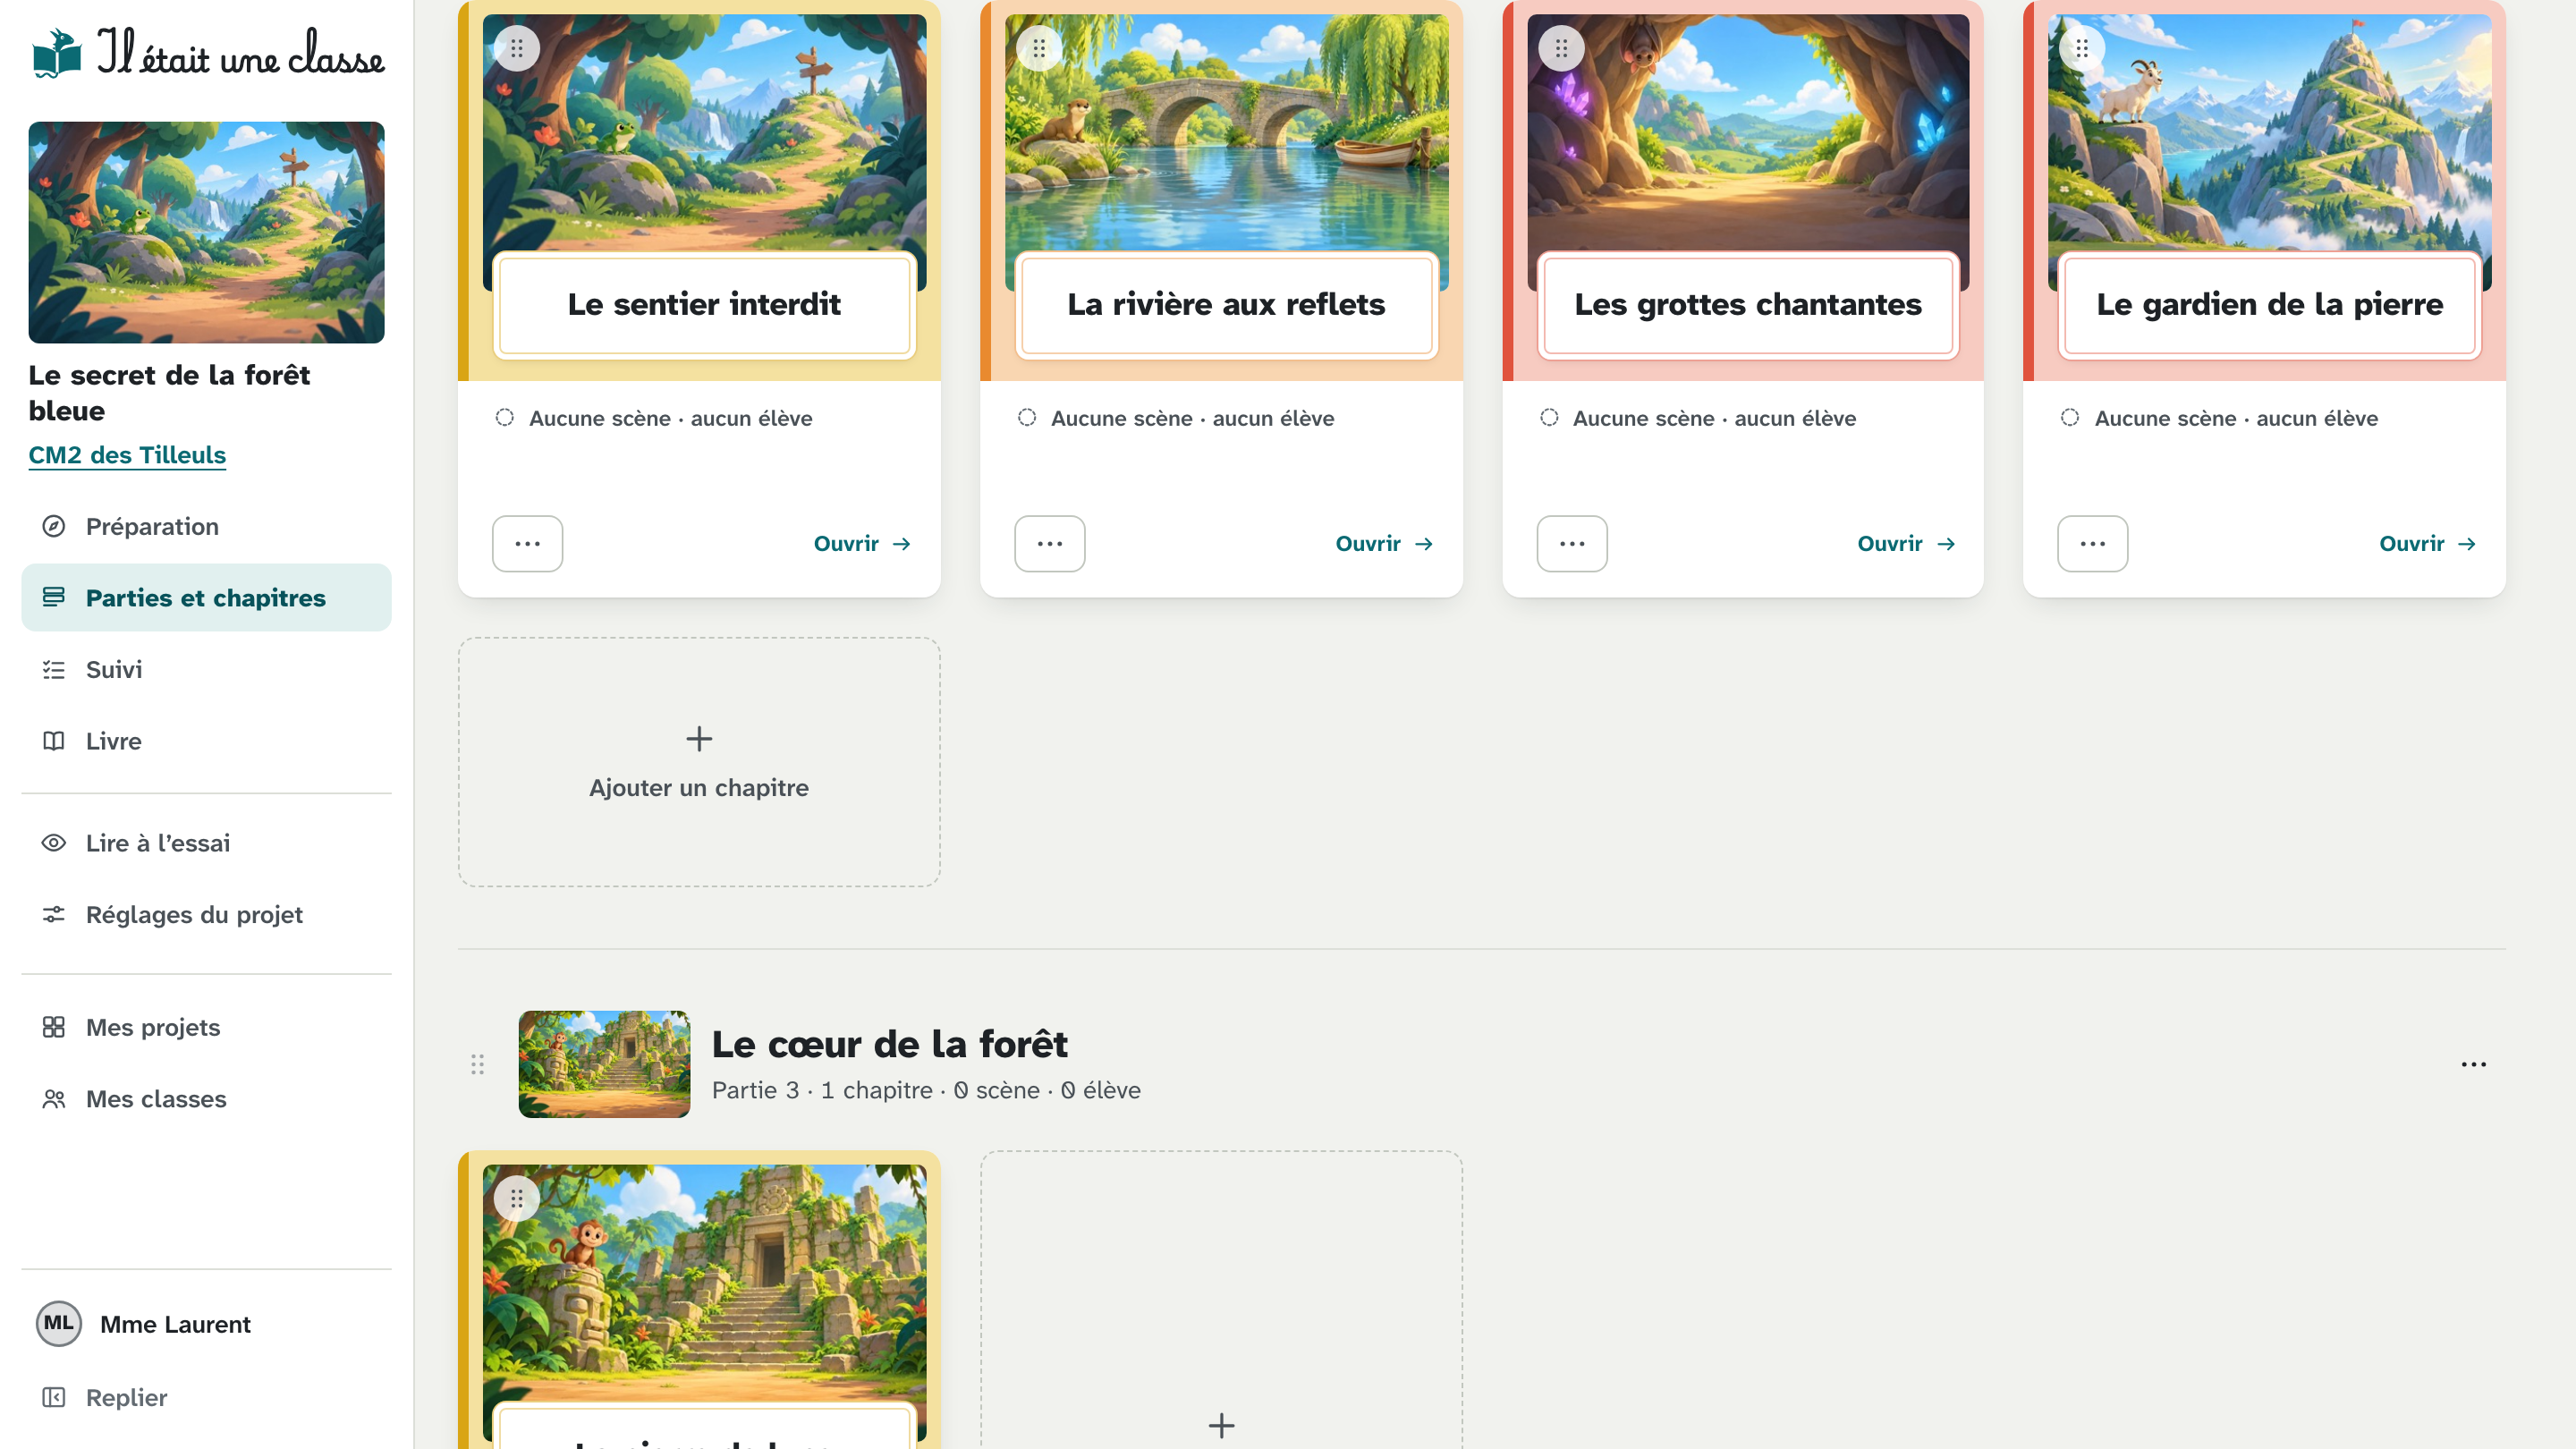 Il était une classe
Le secret de la forêt
bleue
CM2 des Tilleuls
Préparation
Parties et chapitres
Suivi
Livre
Lire à l’essai
Réglages du projet
Mes projets
Mes classes
ML
Mme Laurent
Replier
Le sentier interdit
Aucune scène · aucun élève
Ouvrir
La rivière aux reflets
Aucune scène · aucun élève
Ouvrir
Les grottes chantantes
Aucune scène · aucun élève
Ouvrir
Le gardien de la pierre
Aucune scène · aucun élève
Ouvrir
Ajouter un chapitre
Le cœur de la forêt
Partie 3 · 1 chapitre · 0 scène · 0 élève